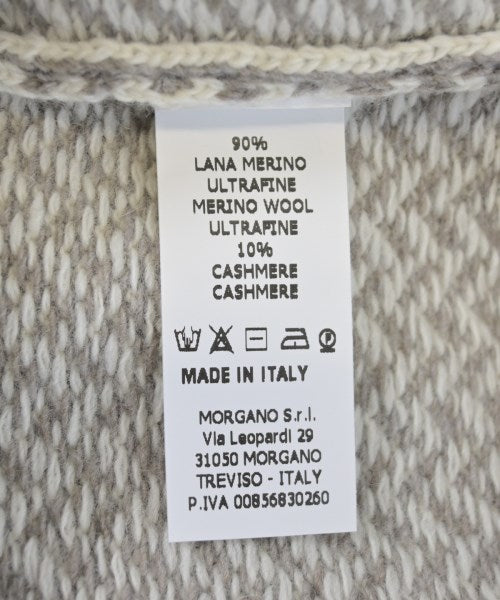 90%
LANA MERINO
ULTRAFINE
MERINO WOOL
ULTRAFINE
10%
CASHMERE
CASHMERE
MADE IN ITALY
MORGANO S.r.l.
Via Leopardi 29
31050 MORGANO
TREVISO - ITALY
P.IVA 00856830260